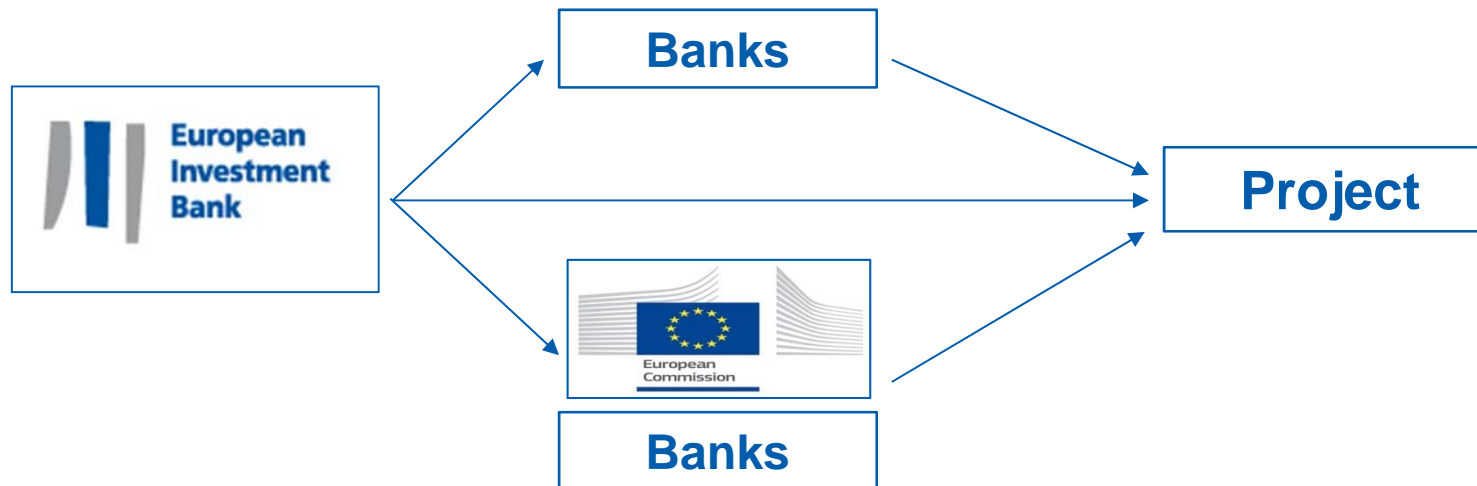 Banks
European
Investment
Bank
Project
European
Commission
Banks